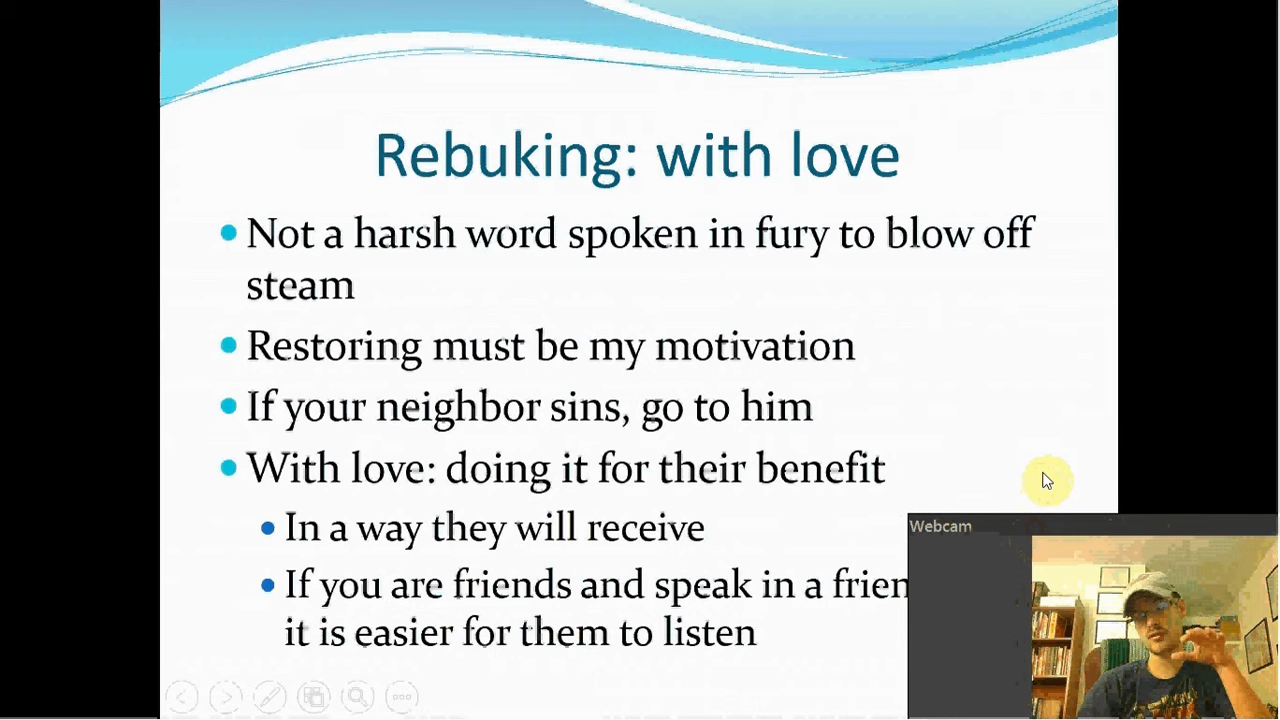 Rebuking: with love
Not a harsh word spoken in fury to blow off
steam
Restoring must be my motivation
If your neighbor sins, go to him
With love: doing it for their benefit
In a way they will receive
If you are friends and speak in a
it is easier for them to listen
Webcam